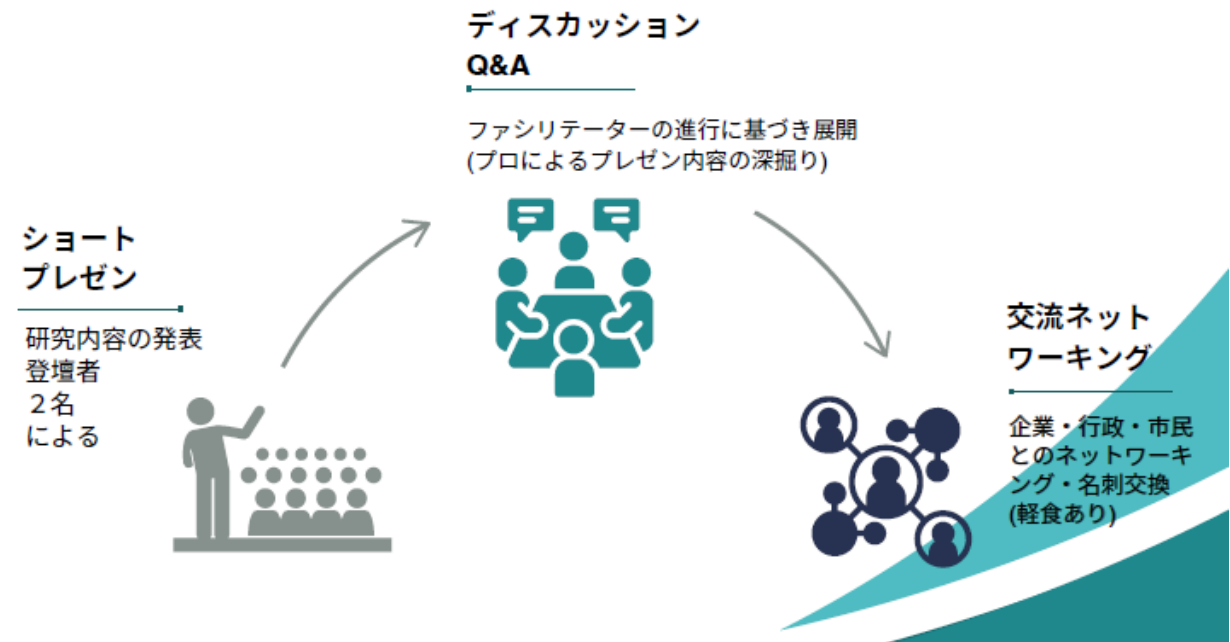 ショート
プレゼン
研究内容の発表
登壇者
２名
による
ディスカッション
Q&A
ファシリテーターの進行に基づき展開
(プロによるプレゼン内容の深掘り)
交流ネット
ワーキング
企業・行政・市民
とのネットワーキ
ング・名刺交換
(軽食あり)